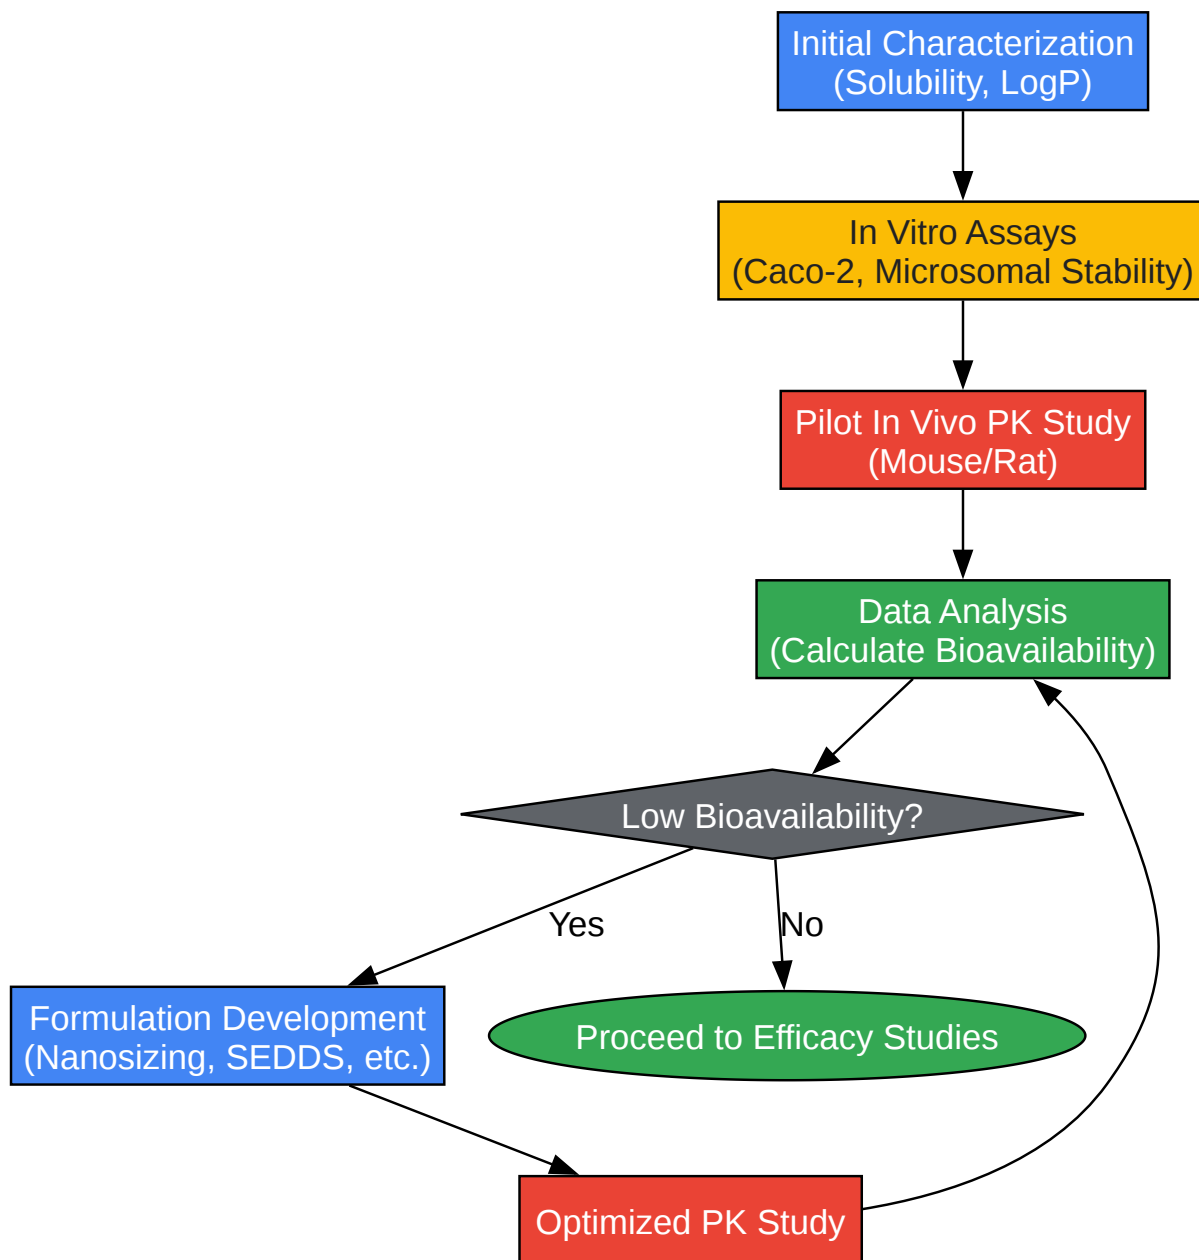 Initial Characterization
(Solubility, LogP)
In Vitro Assays
(Caco-2, Microsomal Stability)
Pilot In Vivo PK Study
(Mouse/Rat)
Data Analysis
(Calculate Bioavailability)
Low Bioavailability?
Yes
No
Formulation Development
(Nanosizing, SEDDS, etc.)
Proceed to Efficacy Studies
Optimized PK Study